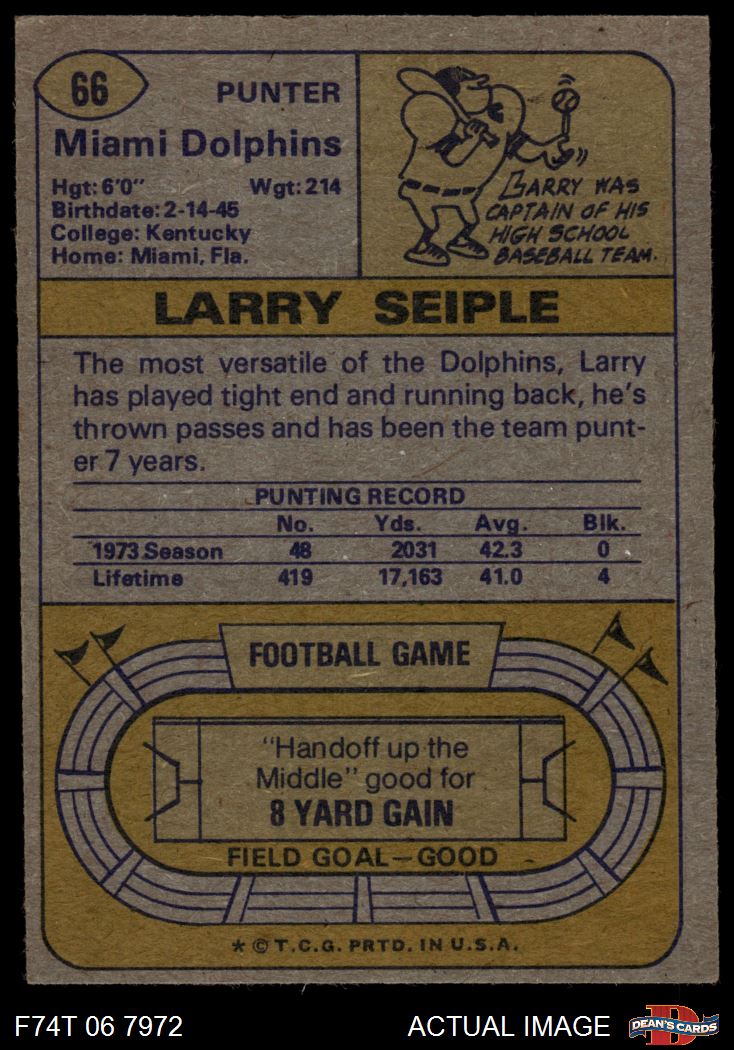 66
PUNTER
Miami Dolphins
Hgt: 6'0" Wgt: 214
Birthdate: 2-14-45
College: Kentucky
Home: Miami, Fla.
LARRY WAS
CAPTAIN OF HIS
HIGH SCHOOL
BASEBALL TEAM.
LARRY SEIPLE
The most versatile of the Dolphins, Larry
has played tight end and running back, he's
thrown passes and has been the team punt-
er 7 years.
PUNTING RECORD
No. Yds. Avg. Blk.
1973 Season 48 2031 42.3 0
Lifetime 419 17,163 41.0 4
FOOTBALL GAME
"Handoff up the
Middle" good for
8 YARD GAIN
FIELD GOAL—GOOD
* © T.C.G. PRTD. IN U.S.A.
F74T 06 7972 ACTUAL IMAGE DEAN'S CARDS